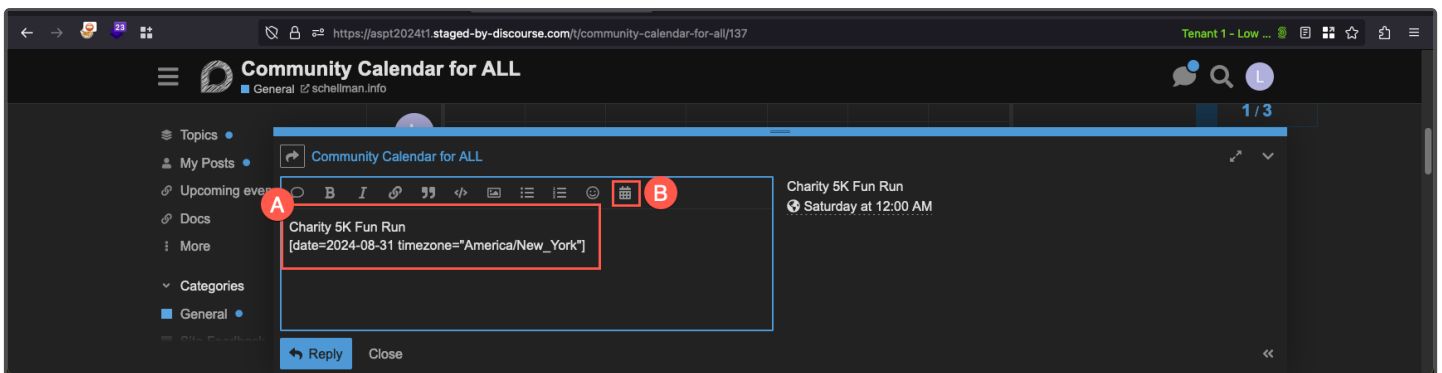 23
https://aspt2024t1.staged-by-discourse.com/t/community-calendar-for-all/137
Tenant 1 - Low ...
Community Calendar for ALL
General schellman.info
L
1 / 3
Topics
My Posts
Upcoming even
Docs
More
Categories
General
Community Calendar for ALL
B I
A
B
Charity 5K Fun Run
[date=2024-08-31 timezone="America/New_York"]
Charity 5K Fun Run
Saturday at 12:00 AM
Reply Close